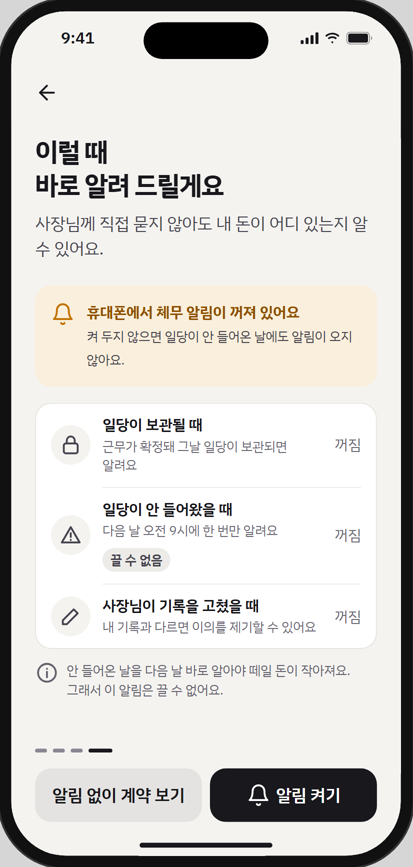 9:41
이럴 때
바로 알려 드릴게요
사장님께 직접 묻지 않아도 내 돈이 어디 있는지 알
수 있어요.
휴대폰에서 체무 알림이 꺼져 있어요
켜 두지 않으면 일당이 안 들어온 날에도 알림이 오지
않아요.
일당이 보관될 때
근무가 확정돼 그날 일당이 보관되면
알려요
꺼짐
일당이 안 들어왔을 때
다음 날 오전 9시에 한 번만 알려요
끌 수 없음
꺼짐
사장님이 기록을 고쳤을 때
내 기록과 다르면 이의를 제기할 수 있어요
꺼짐
안 들어온 날을 다음 날 바로 알아야 떼일 돈이 작아져요.
그래서 이 알림은 끌 수 없어요.
알림 없이 계약 보기
알림 켜기